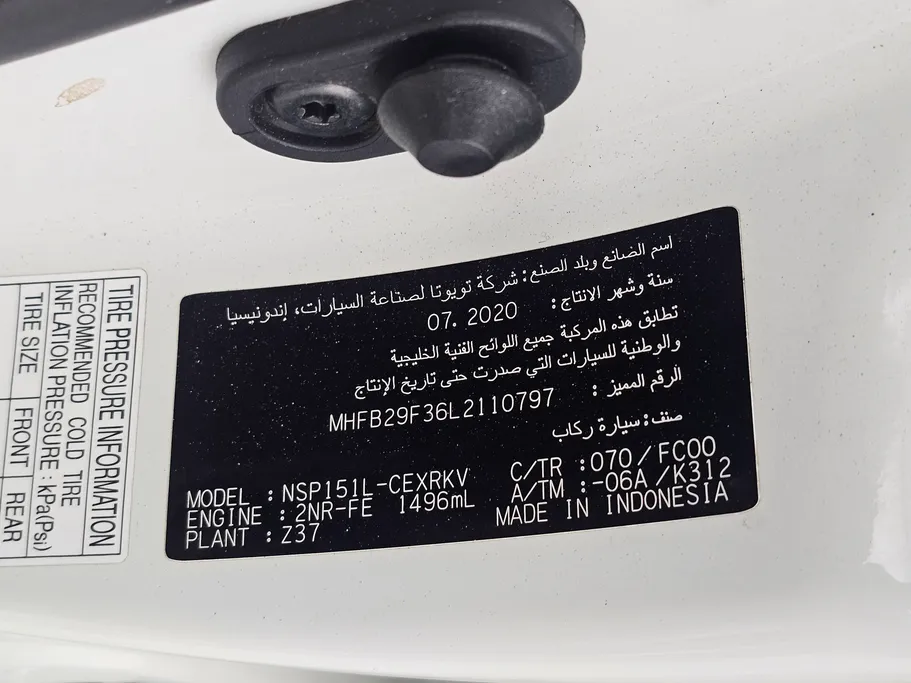 اسم الصانع وبلد الصنع: شركة تويوتا لصناعة السيارات، إندونيسيا
سنة وشهر الانتاج: 07. 2020
تطابق هذه المركبة جميع اللوائح الفنية الخليجية
والوطنية للسيارات التي صدرت حتى تاريخ الإنتاج
الرقم المميز : MHFB29F36L2110797
صنف: سيارة ركاب
MODEL : NSP151L-CEXRKV C/TR :070/FC00
ENGINE : 2NR-FE 1496mL A/TM :-06A/K312
PLANT : Z37 MADE IN INDONESIA
TIRE PRESSURE INFORMATION
RECOMMENDED COLD TIRE
INFLATION PRESSURE : kPa(Psi)
TIRE SIZE FRONT REAR